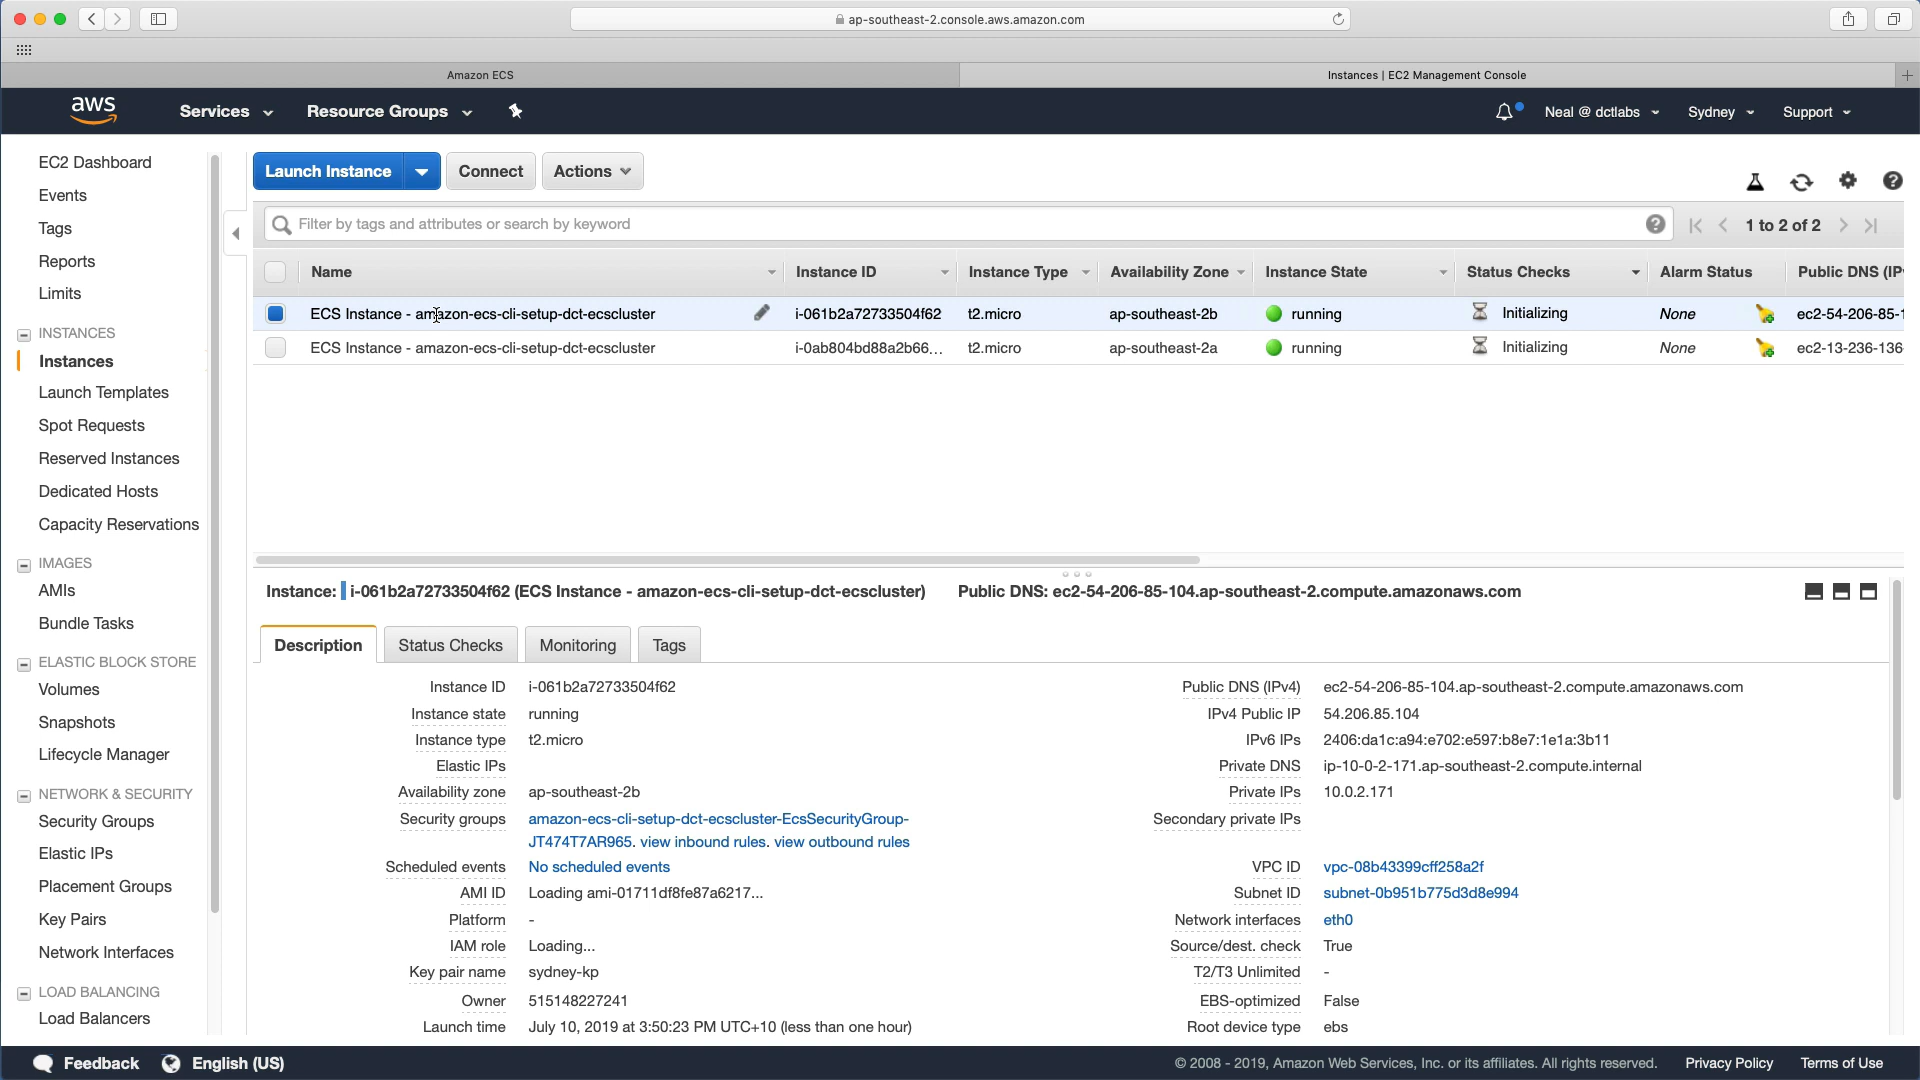 ap-southeast-2.console.aws.amazon.com
Amazon ECS
Instances | EC2 Management Console
aws
Services
Resource Groups
Neal @ dctlabs
Sydney
Support
EC2 Dashboard
Events
Tags
Reports
Limits
INSTANCES
Instances
Launch Templates
Spot Requests
Reserved Instances
Dedicated Hosts
Capacity Reservations
IMAGES
AMIs
Bundle Tasks
ELASTIC BLOCK STORE
Volumes
Snapshots
Lifecycle Manager
NETWORK & SECURITY
Security Groups
Elastic IPs
Placement Groups
Key Pairs
Network Interfaces
LOAD BALANCING
Load Balancers
Launch Instance
Connect
Actions
Filter by tags and attributes or search by keyword
1 to 2 of 2
Name Instance ID Instance Type Availability Zone Instance State Status Checks Alarm Status Public DNS (IP
ECS Instance - amazon-ecs-cli-setup-dct-ecscluster i-061b2a72733504f62 t2.micro ap-southeast-2b running Initializing None ec2-54-206-85-1
ECS Instance - amazon-ecs-cli-setup-dct-ecscluster i-0ab804bd88a2b66... t2.micro ap-southeast-2a running Initializing None ec2-13-236-136
Instance: i-061b2a72733504f62 (ECS Instance - amazon-ecs-cli-setup-dct-ecscluster) Public DNS: ec2-54-206-85-104.ap-southeast-2.compute.amazonaws.com
Description
Status Checks
Monitoring
Tags
Instance ID i-061b2a72733504f62
Instance state running
Instance type t2.micro
Elastic IPs
Availability zone ap-southeast-2b
Security groups amazon-ecs-cli-setup-dct-ecscluster-EcsSecurityGroup-
JT474T7AR965. view inbound rules. view outbound rules
Scheduled events No scheduled events
AMI ID Loading ami-01711df8fe87a6217...
Platform -
IAM role Loading...
Key pair name sydney-kp
Owner 515148227241
Launch time July 10, 2019 at 3:50:23 PM UTC+10 (less than one hour)
Public DNS (IPv4) ec2-54-206-85-104.ap-southeast-2.compute.amazonaws.com
IPv4 Public IP 54.206.85.104
IPv6 IPs 2406:da1c:a94:e702:e597:b8e7:1e1a:3b11
Private DNS ip-10-0-2-171.ap-southeast-2.compute.internal
Private IPs 10.0.2.171
Secondary private IPs
VPC ID vpc-08b43399cff258a2f
Subnet ID subnet-0b951b775d3d8e994
Network interfaces eth0
Source/dest. check True
T2/T3 Unlimited -
EBS-optimized False
Root device type ebs
Feedback
English (US)
© 2008 - 2019, Amazon Web Services, Inc. or its affiliates. All rights reserved.
Privacy Policy
Terms of Use